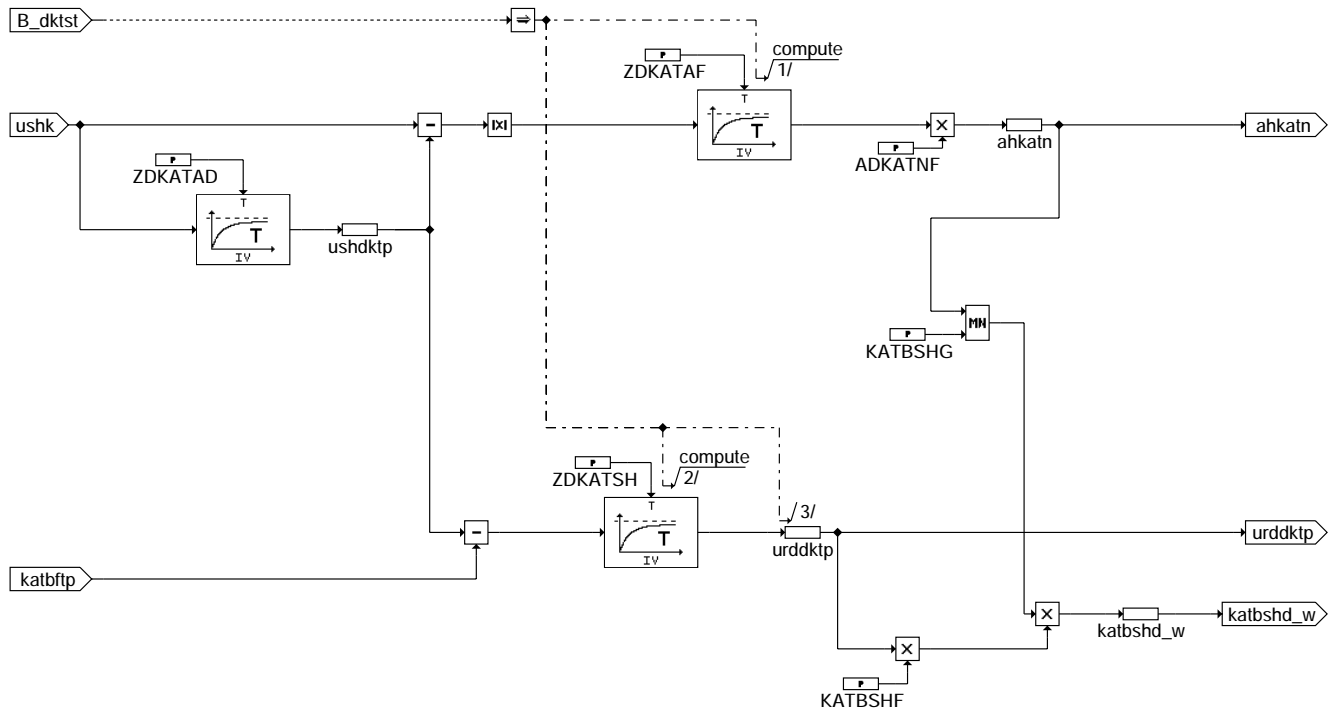 B_dktst
⇒
compute
1/
P
ZDKATAF
T
T
IV
ushk
-
|X|
X
ahkatn
ahkatn
P
ADKATNF
P
ZDKATAD
T
T
IV
ushdktp
MN
P
KATBSHG
compute
2/
P
ZDKATSH
T
T
IV
/3/
-
urddktp
urddktp
katbftp
X
katbshd_w
katbshd_w
X
P
KATBSHF